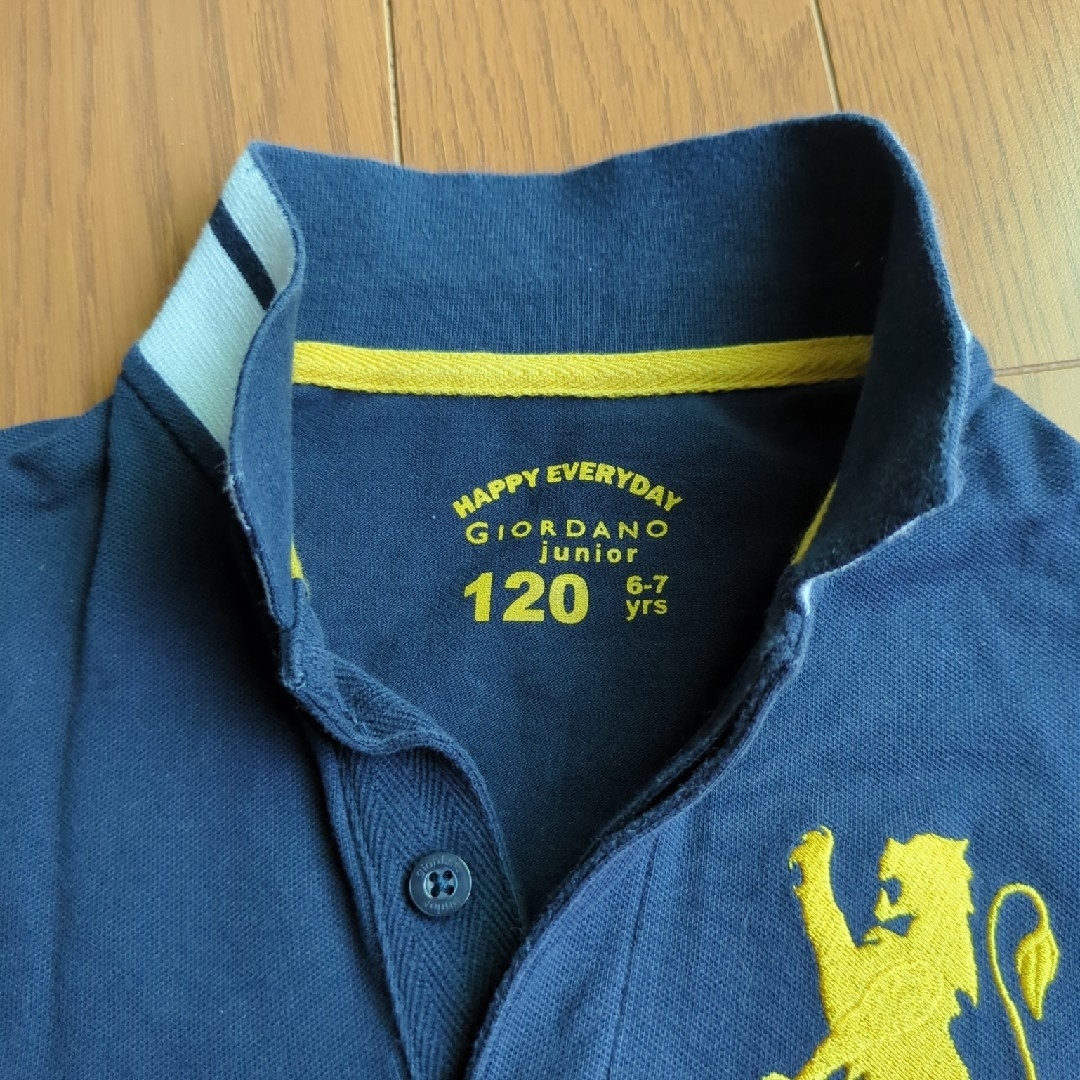 HAPPY EVERYDAY
GIORDANO
junior
120 6-7 yrs